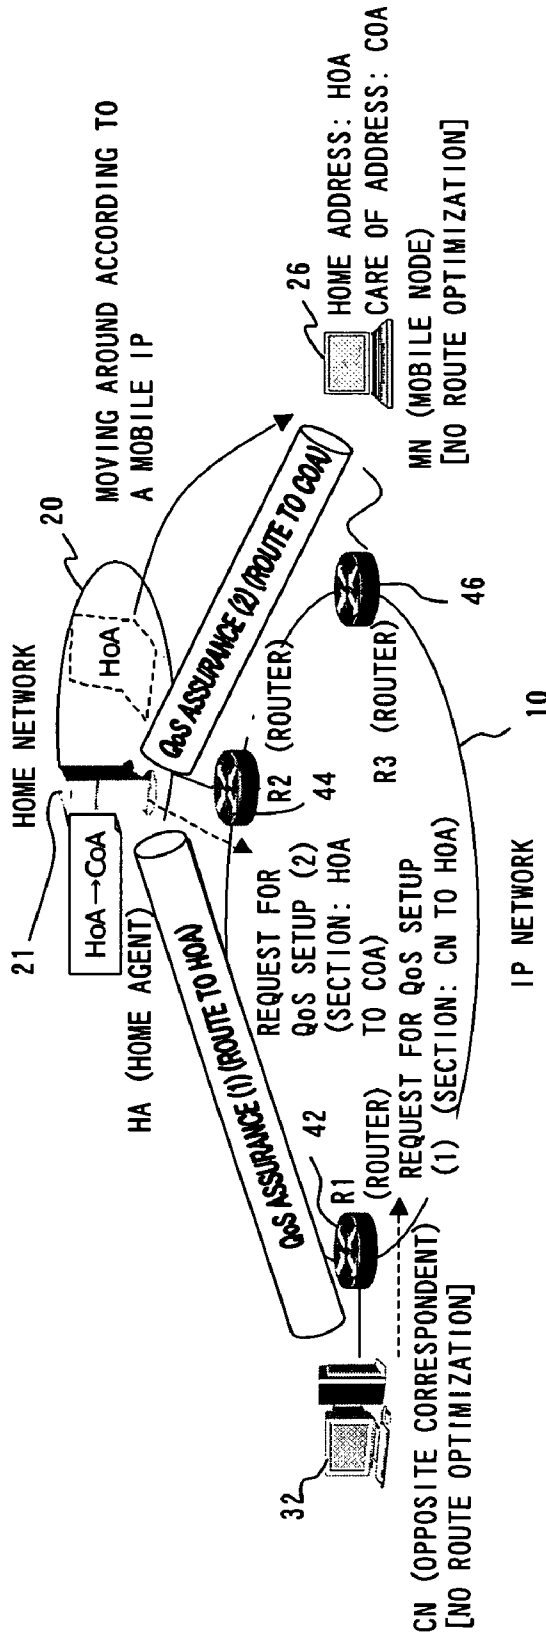 HOME NETWORK
21
20
HoA → CoA
HoA
MOVING AROUND ACCORDING TO
A MOBILE IP
HA (HOME AGENT)
QoS ASSURANCE (1) (ROUTE TO HOA)
QoS ASSURANCE (2) (ROUTE TO COA)
26
HOME ADDRESS: HOA
CARE OF ADDRESS: COA
MN (MOBILE NODE)
[NO ROUTE OPTIMIZATION]
R2 (ROUTER)
44
REQUEST FOR
QoS SETUP (2)
(SECTION: HOA
TO COA)
R3 (ROUTER)
46
32
42
R1
(ROUTER)
REQUEST FOR QoS SETUP
(1) (SECTION: CN TO HOA)
CN (OPPOSITE CORRESPONDENT)
[NO ROUTE OPTIMIZATION]
10
IP NETWORK